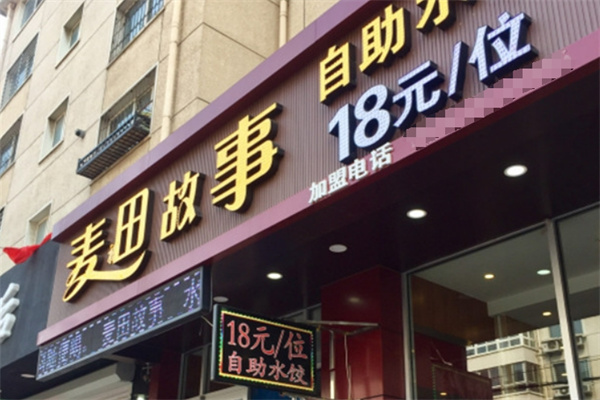 麦田故事
自助水
18元/位
加盟电话
麦田故事 水
18元/位
自助水饺